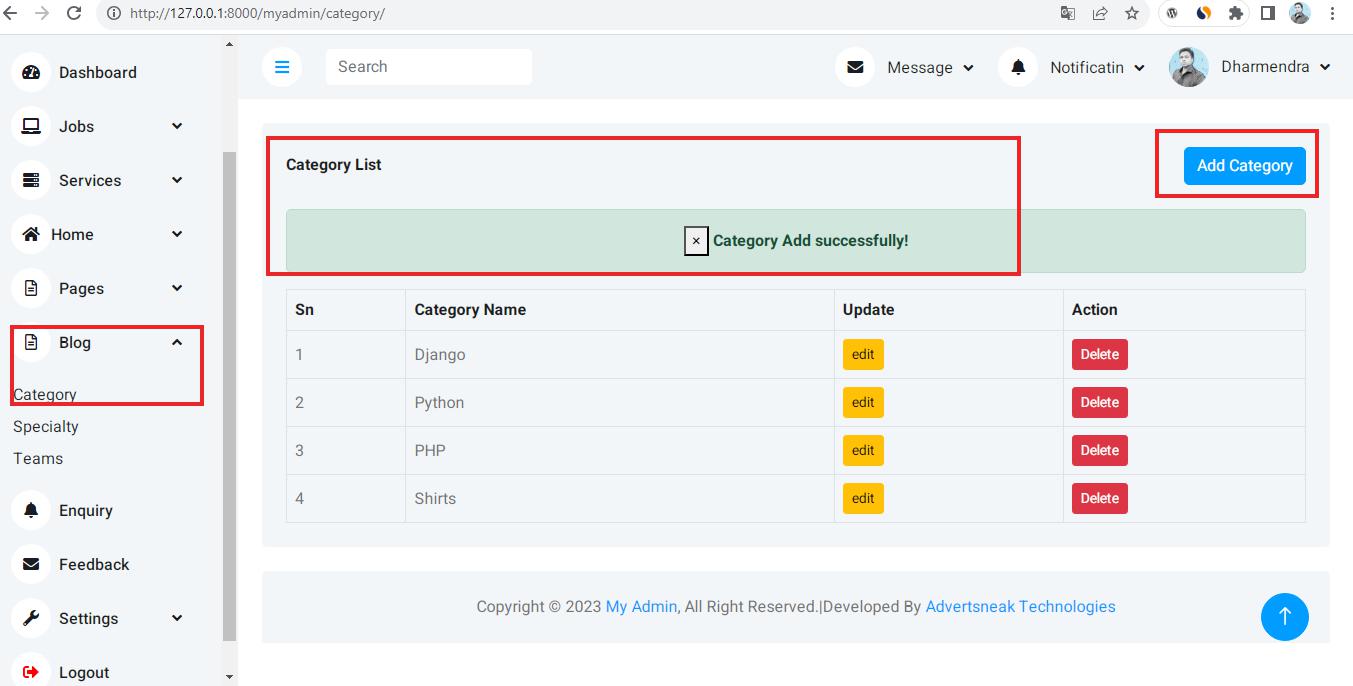 http://127.0.0.1:8000/myadmin/category/
Search
Message
Notificatin
Dharmendra
Dashboard
Jobs
Services
Home
Pages
Blog
Category
Specialty
Teams
Enquiry
Feedback
Settings
Logout
Category List
Add Category
× Category Add successfully!
Sn Category Name Update Action
1 Django edit Delete
2 Python edit Delete
3 PHP edit Delete
4 Shirts edit Delete
Copyright © 2023 My Admin, All Right Reserved.|Developed By Advertsneak Technologies